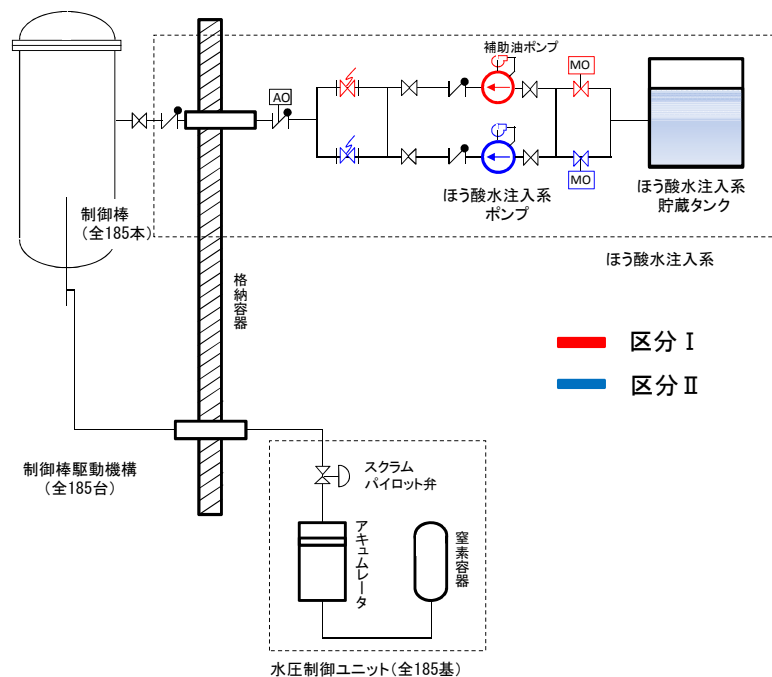 補助油ポンプ
MO
AO
MO
ほう酸水注入系
ポンプ
ほう酸水注入系
貯蔵タンク
制御棒
(全185本)
ほう酸水注入系
格納容器
区分Ⅰ
区分Ⅱ
制御棒駆動機構
(全185台)
スクラム
パイロット弁
アキュムレータ
窒素容器
水圧制御ユニット(全185基)